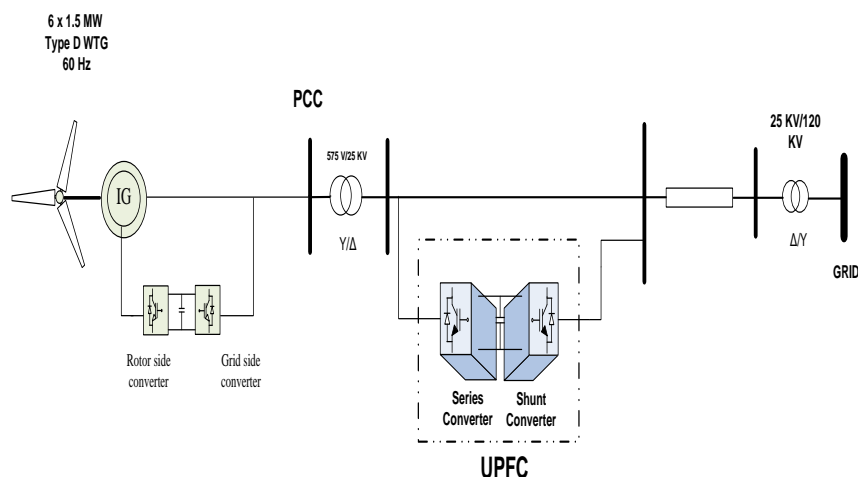 6 x 1.5 MW
Type D WTG
60 Hz
PCC
575 V/25 KV
25 KV/120
KV
IG
Y/Δ
Δ/Y
GRID
Rotor side
converter
Grid side
converter
Series
Converter
Shunt
Converter
UPFC